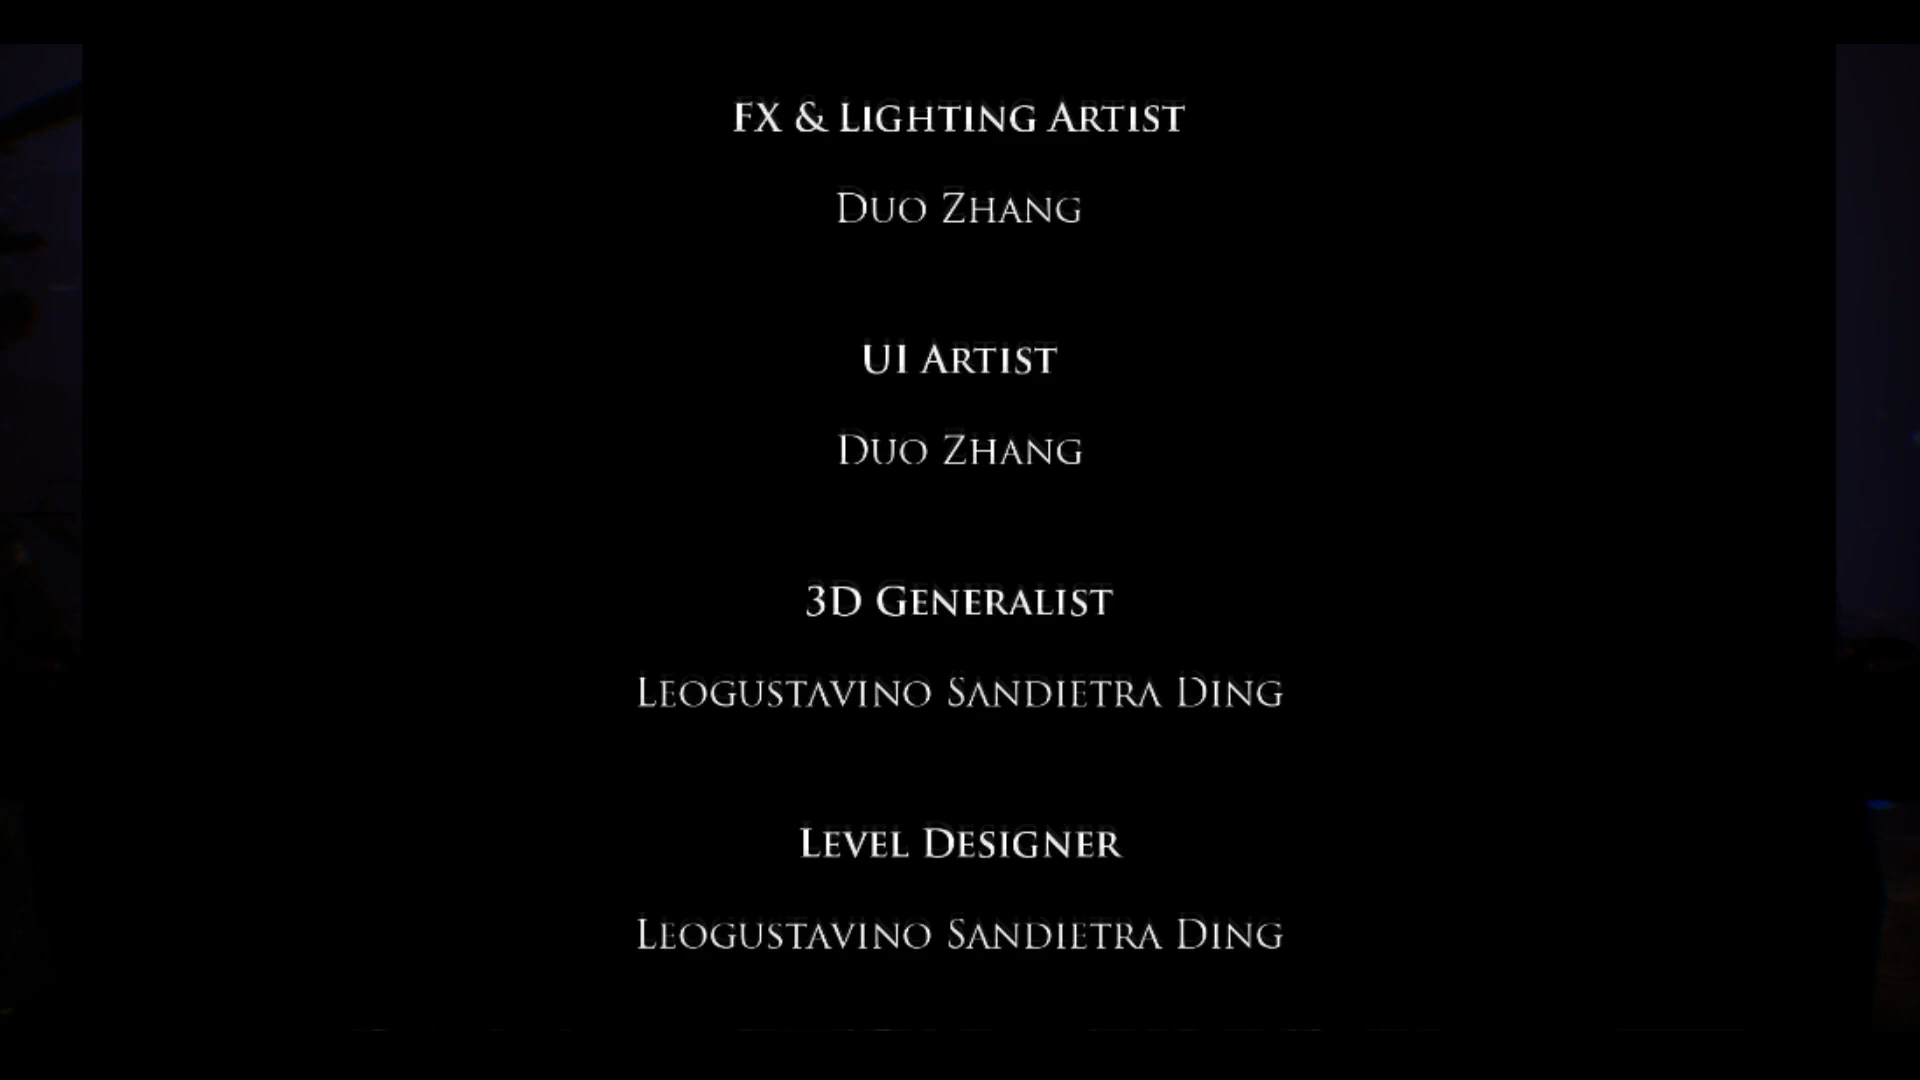 FX & Lighting Artist
Duo Zhang
UI Artist
Duo Zhang
3D Generalist
Leogustavino Sandietra Ding
Level Designer
Leogustavino Sandietra Ding